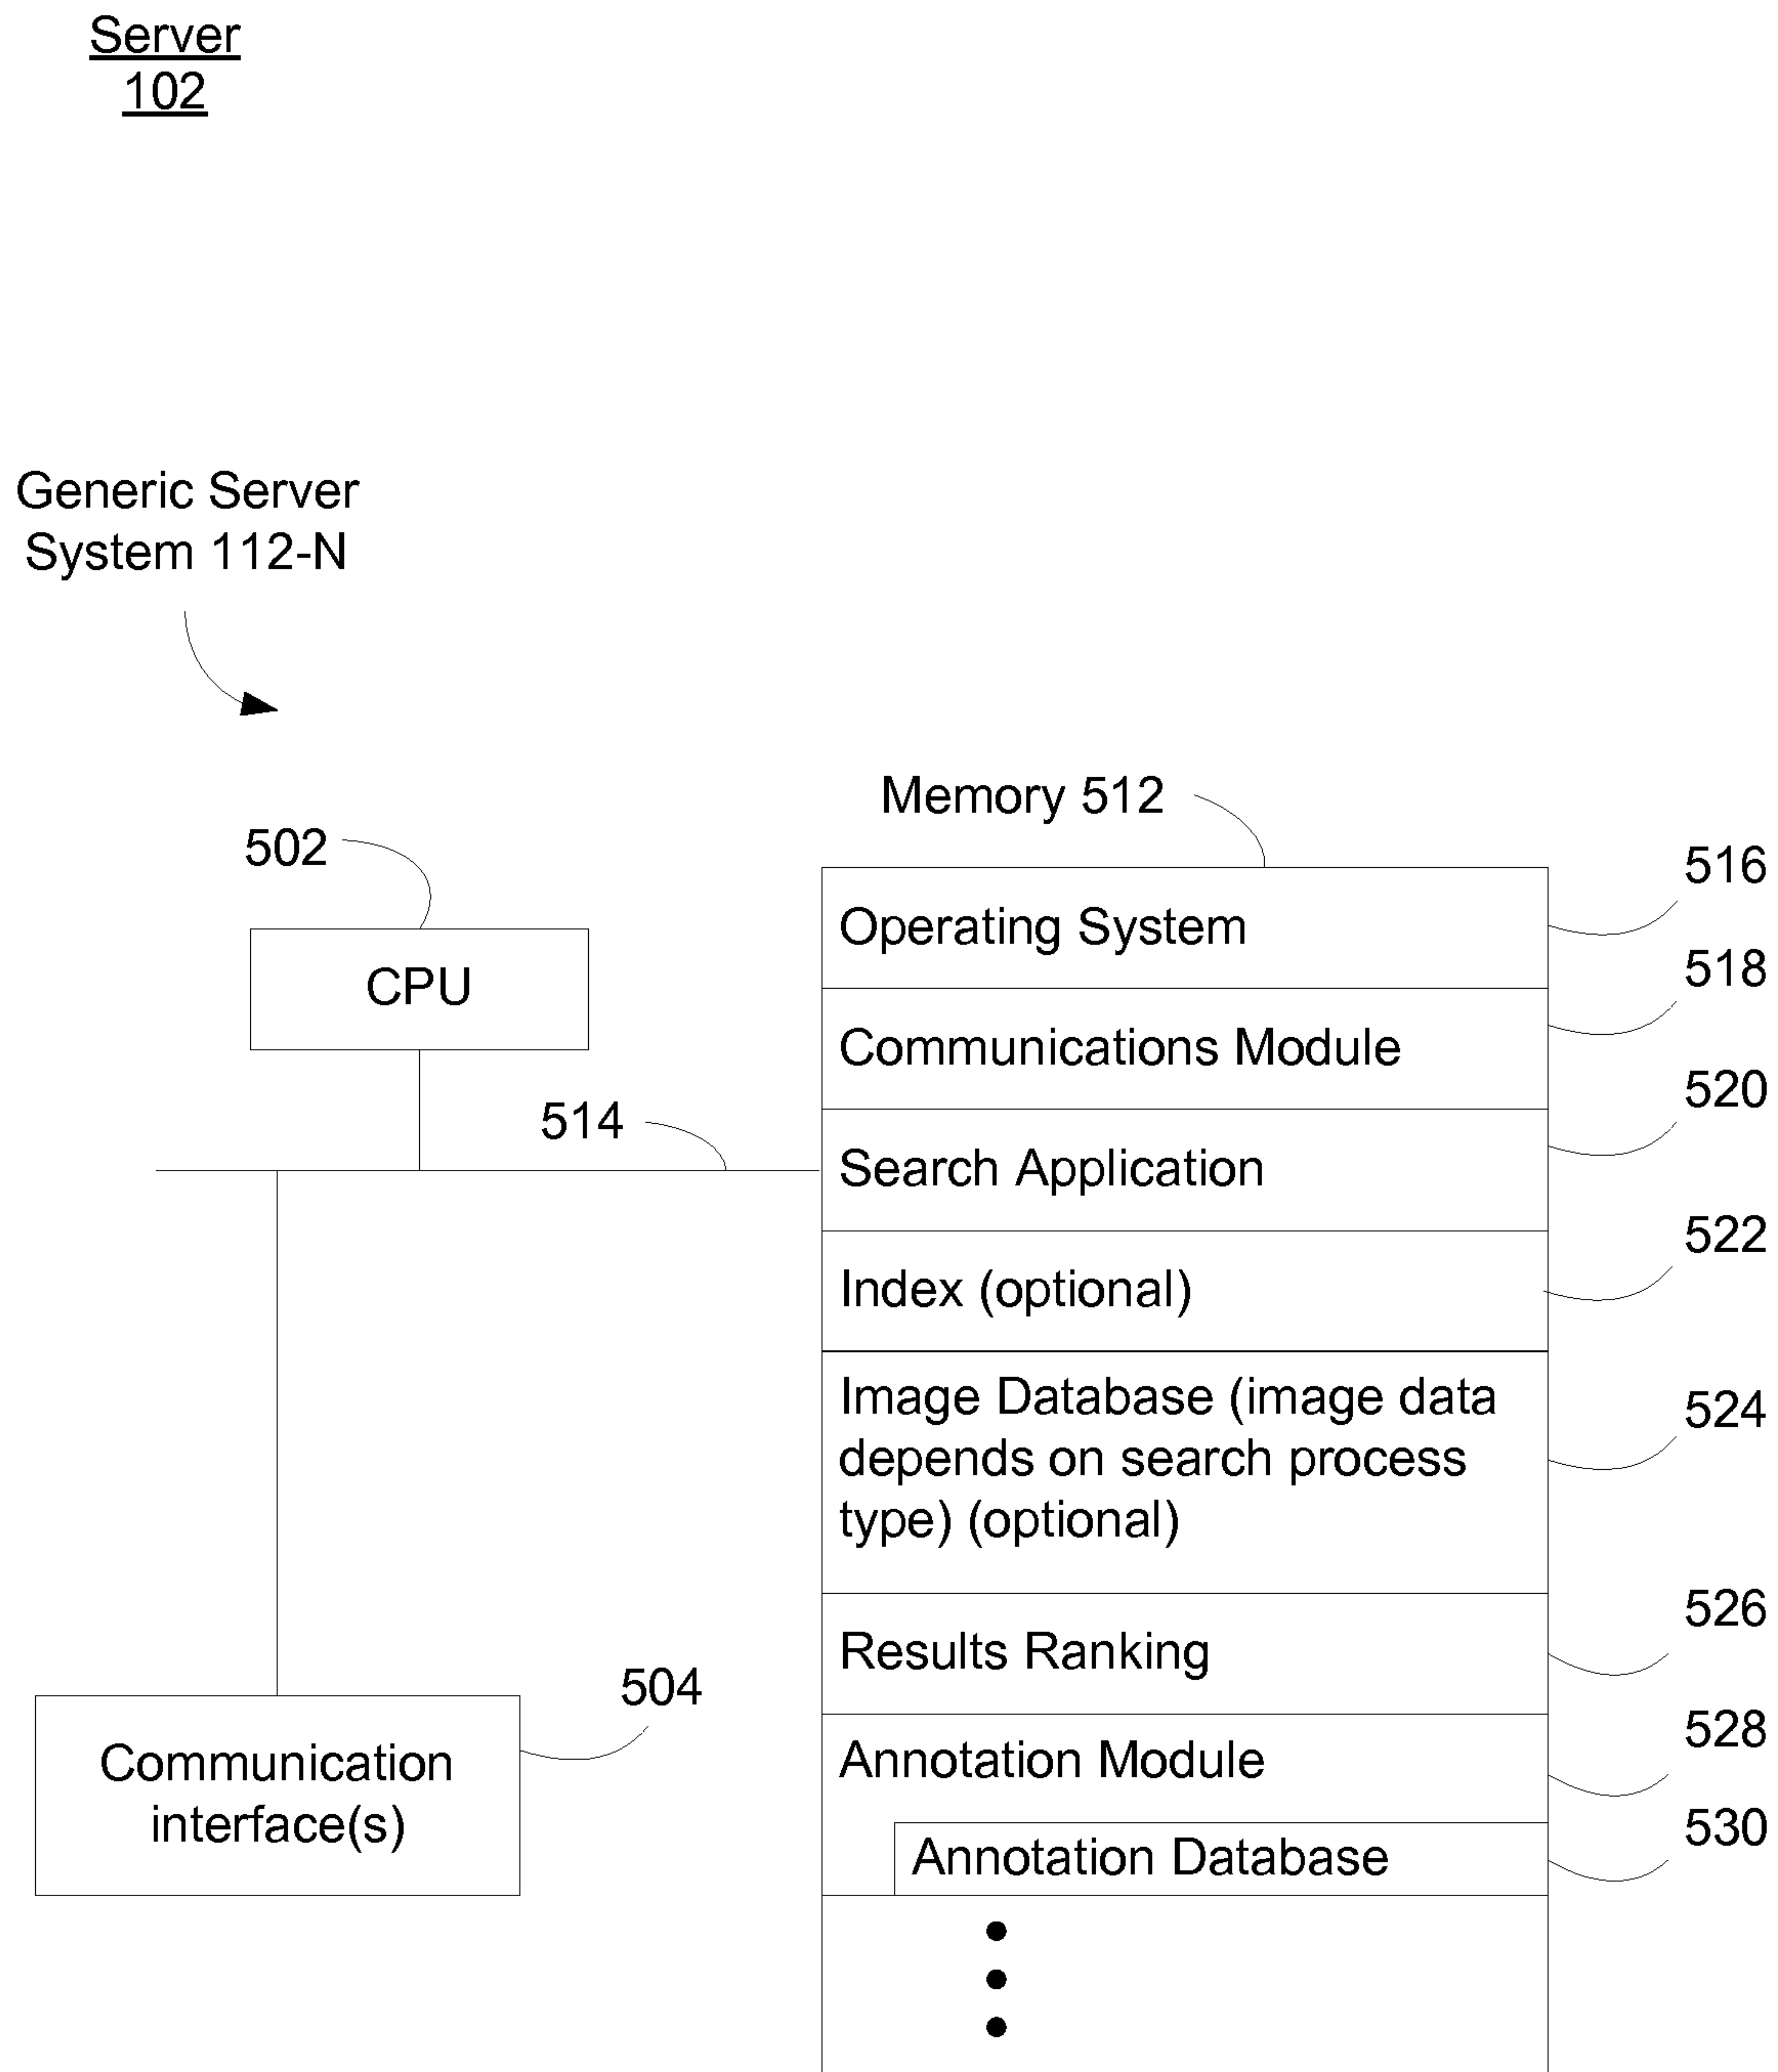 Server
102
Generic Server
System 112-N
Memory 512
502
516
Operating System
CPU
518
Communications Module
514
520
Search Application
522
Index (optional)
Image Database (image data
depends on search process
type) (optional)
524
526
Results Ranking
504
528
Communication
interface(s)
Annotation Module
530
Annotation Database